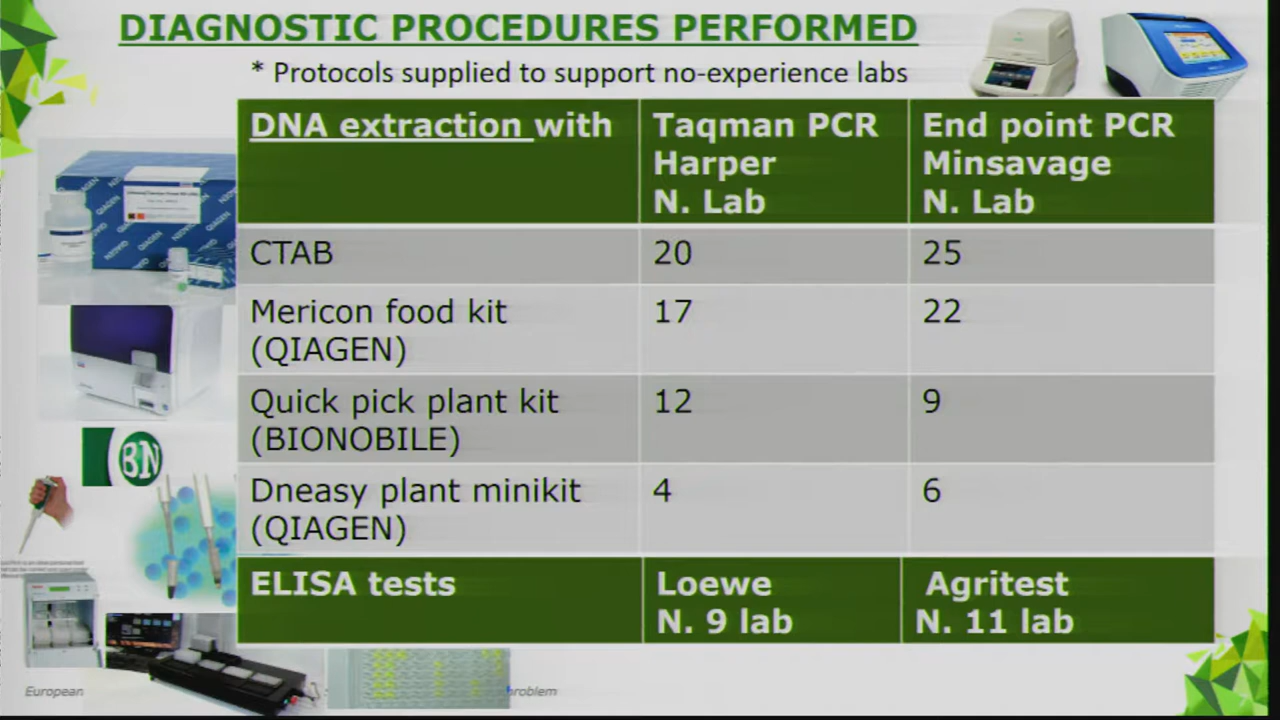 DIAGNOSTIC PROCEDURES PERFORMED
* Protocols supplied to support no-experience labs
DNA extraction with
Taqman PCR
Harper
N. Lab
End point PCR
Minsavage
N. Lab
CTAB
20
25
Mericon food kit
(QIAGEN)
17
22
Quick pick plant kit
(BIONOBILE)
12
9
Dneasy plant minikit
(QIAGEN)
4
6
ELISA tests
Loewe
N. 9 lab
Agritest
N. 11 lab
QIAGEN
BN
European
problem